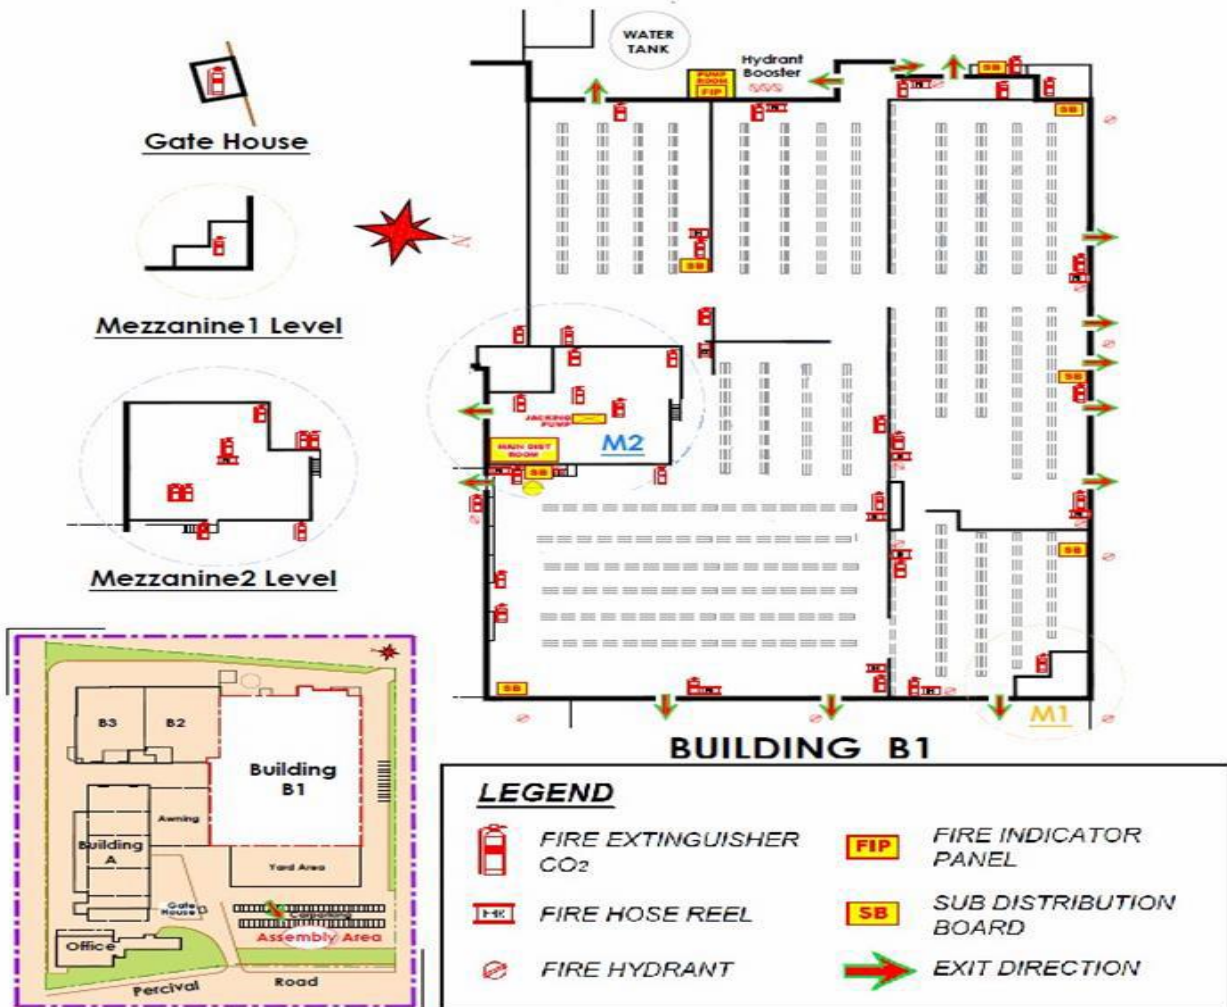 WATER
TANK
Hydrant
Booster
PUMP
ROOM
FIP
SB
SB
Gate House
N
Mezzanine1 Level
SB
SB
JACKING
PUMP
MAIN DIST
ROOM
M2
SB
SB
Mezzanine2 Level
SB
M1
BUILDING B1
B3
B2
Building
B1
Awning
Building
A
Yard Area
Gate
House
Carparking
Assembly Area
Office
Percival
Road
LEGEND
FIRE EXTINGUISHER
CO2
FIP
FIRE INDICATOR
PANEL
HR
FIRE HOSE REEL
SB
SUB DISTRIBUTION
BOARD
FIRE HYDRANT
EXIT DIRECTION